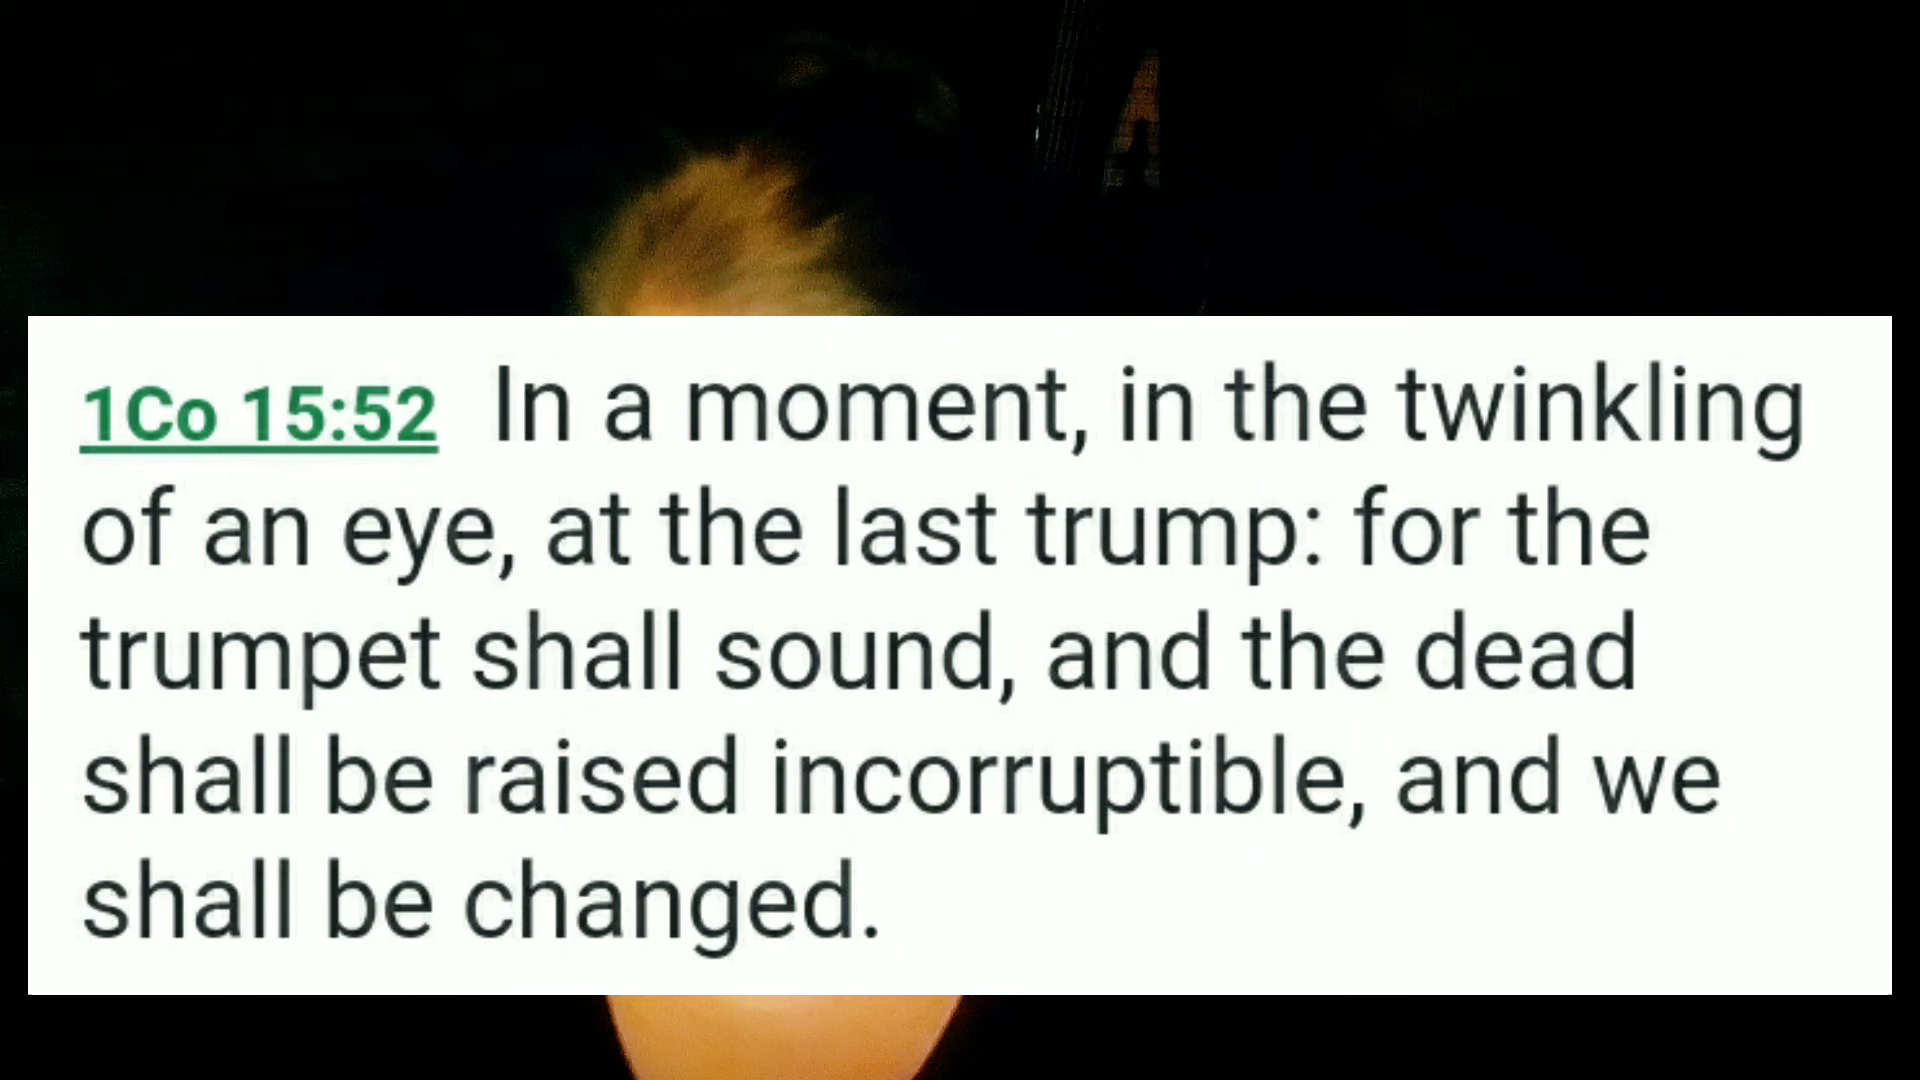 1Co 15:52 In a moment, in the twinkling
of an eye, at the last trump: for the
trumpet shall sound, and the dead
shall be raised incorruptible, and we
shall be changed.